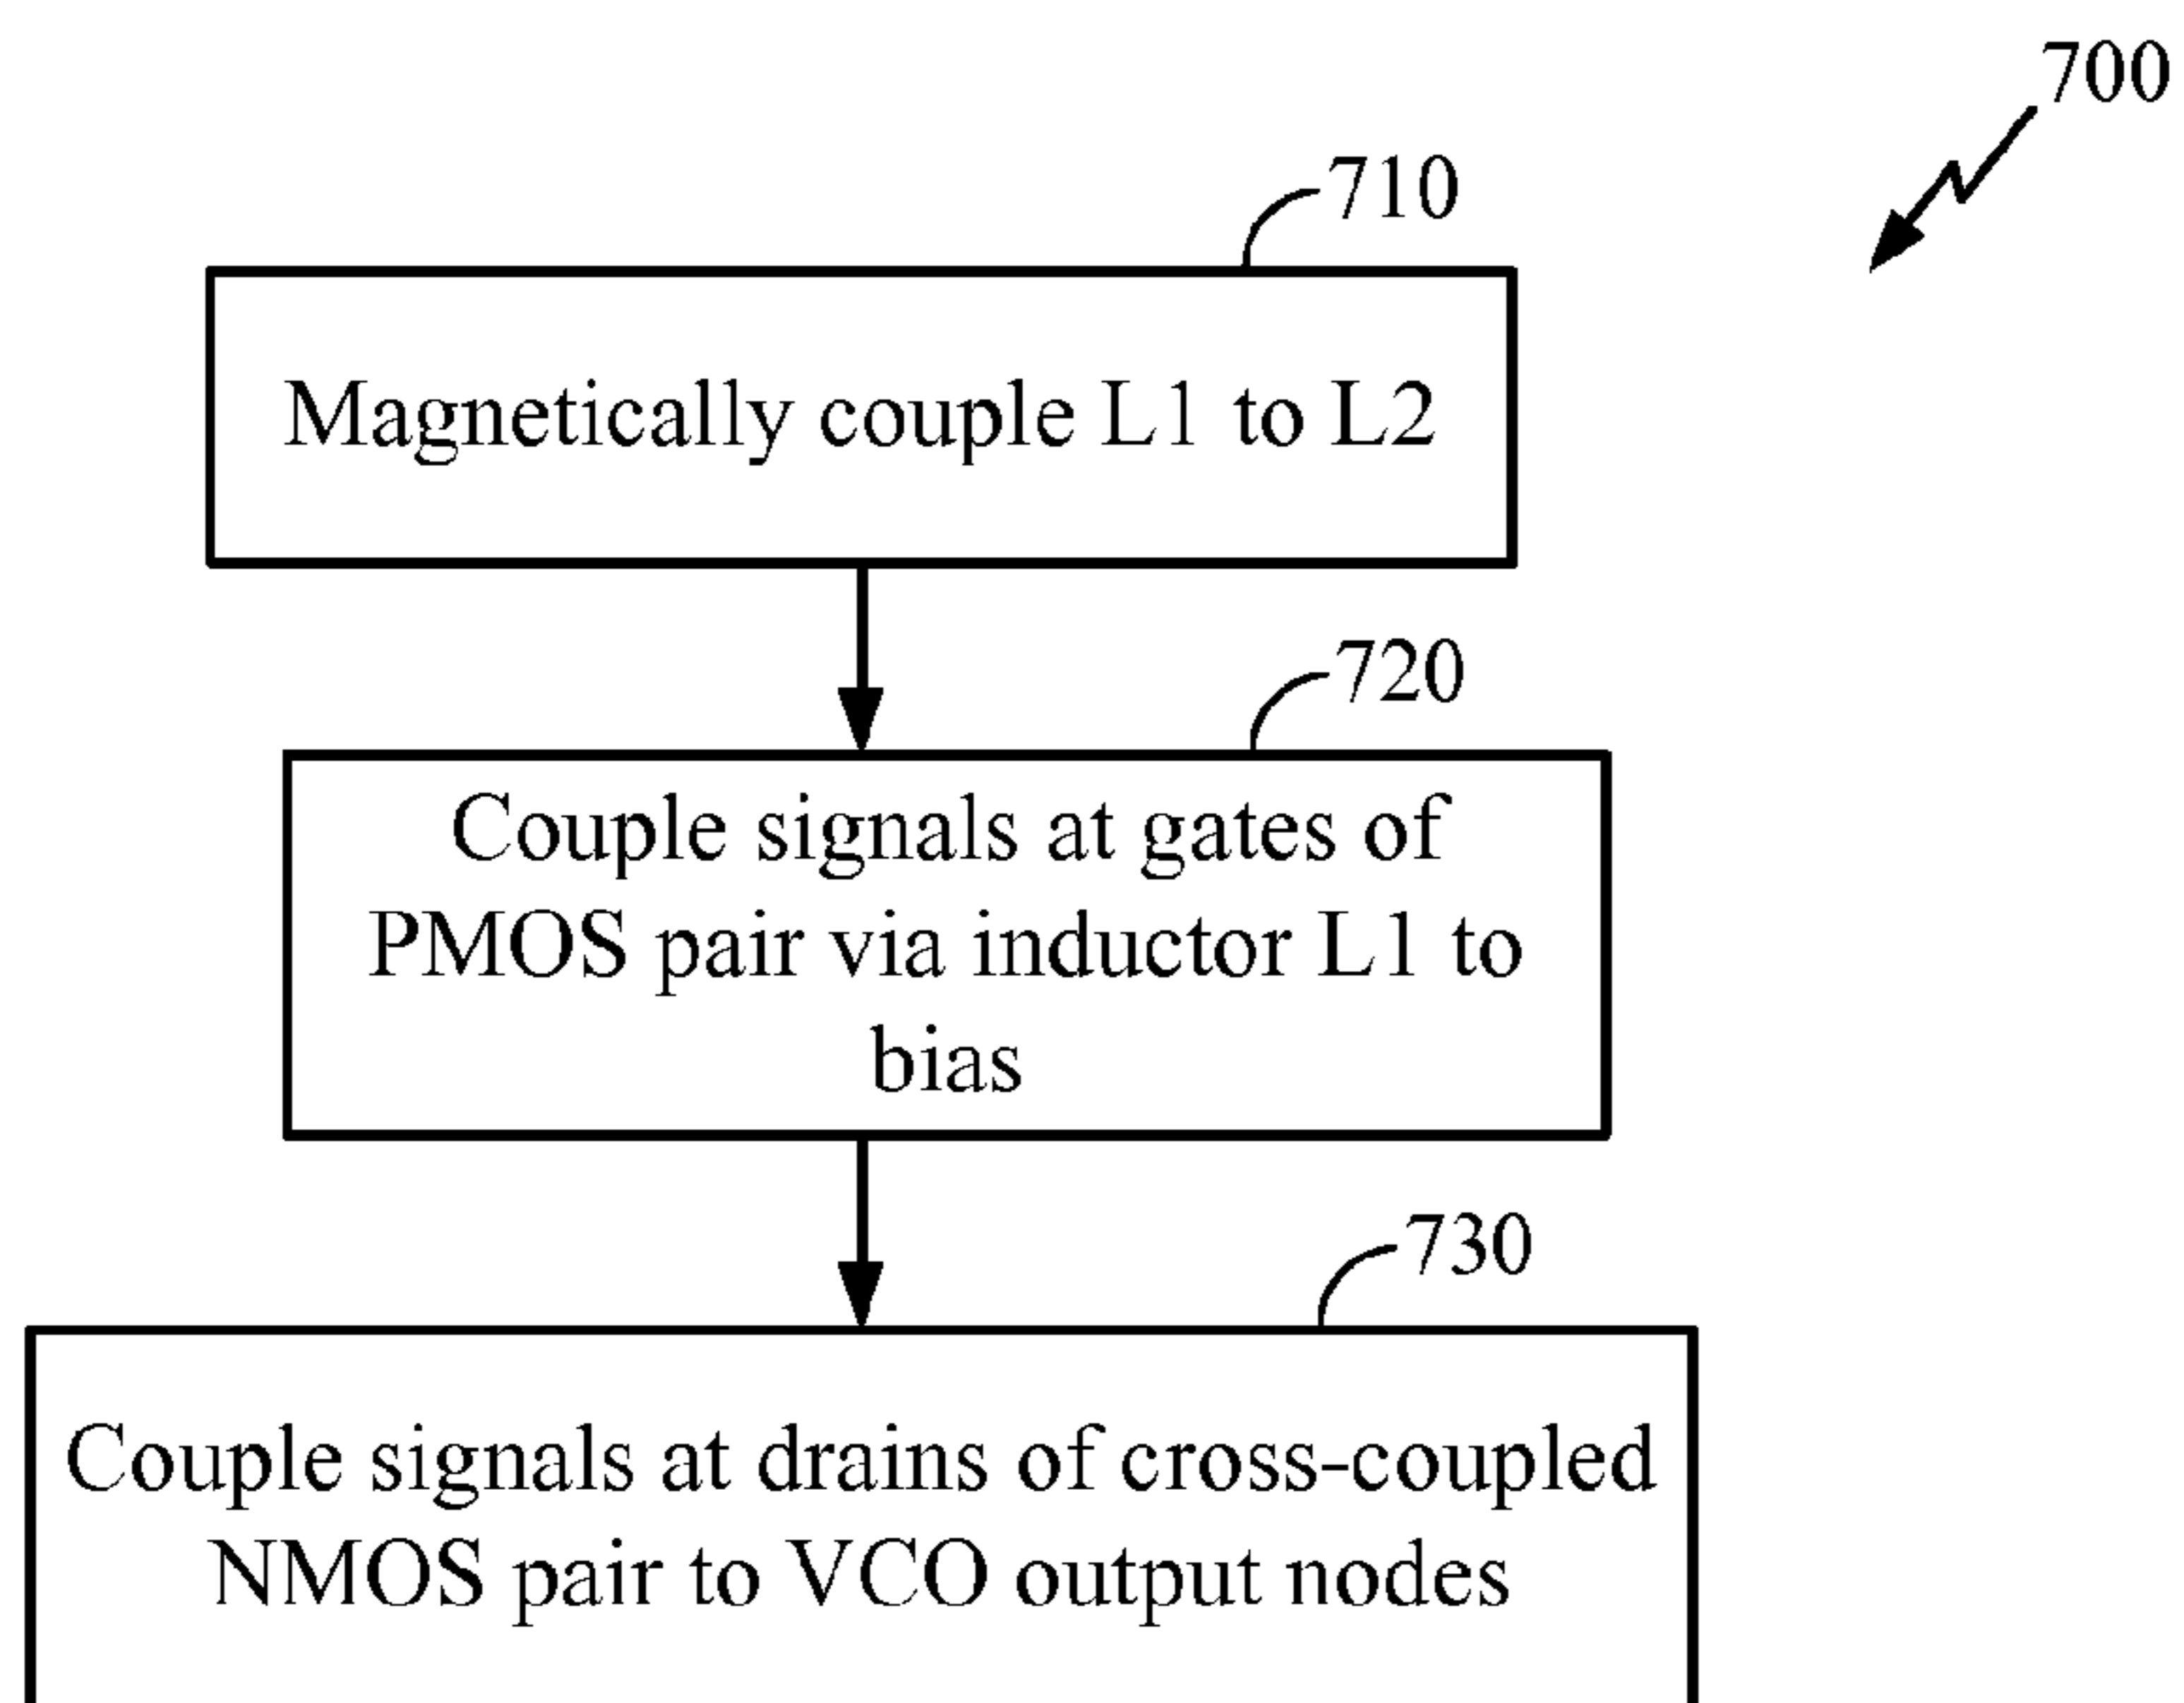 700
710
Magnetically couple L1 to L2
720
Couple signals at gates of
PMOS pair via inductor L1 to
bias
730
Couple signals at drains of cross-coupled
NMOS pair to VCO output nodes